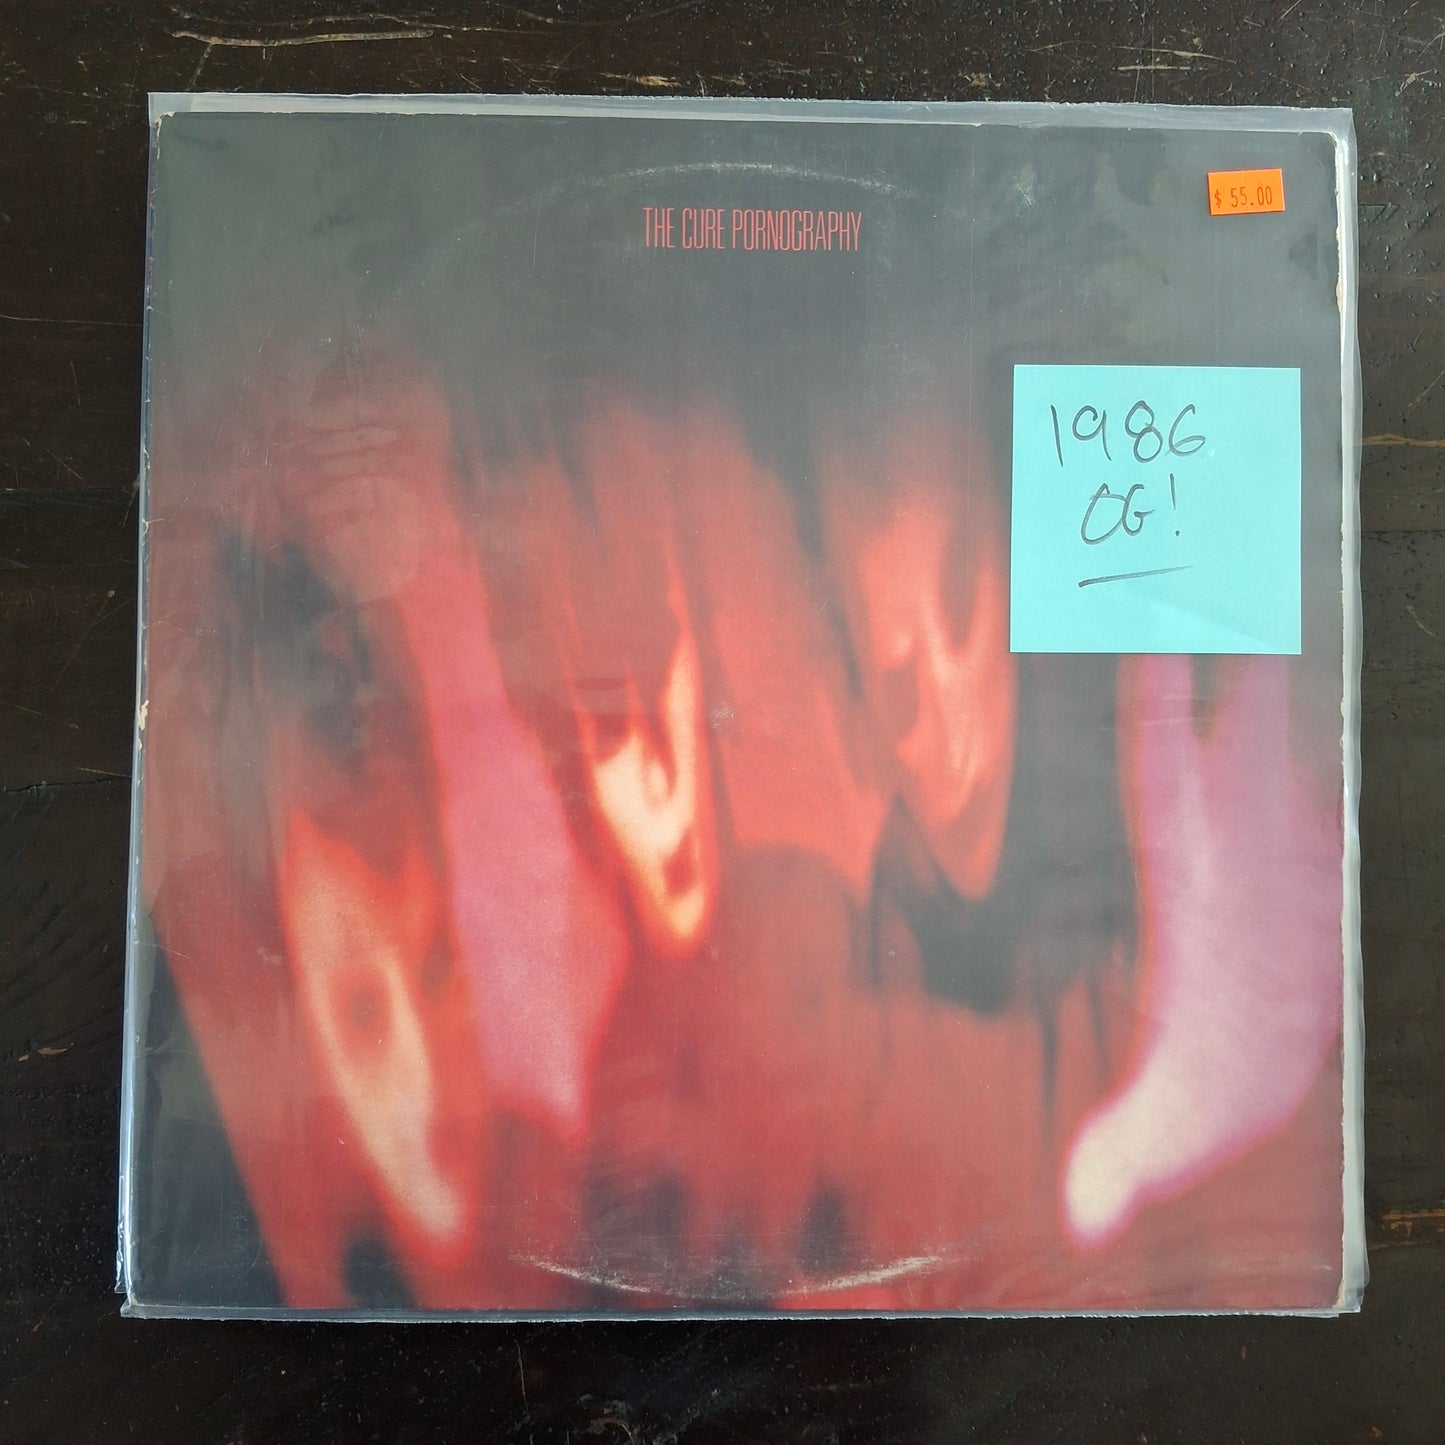 $ 55.00
THE CURE PORNOGRAPHY
1986
OG!